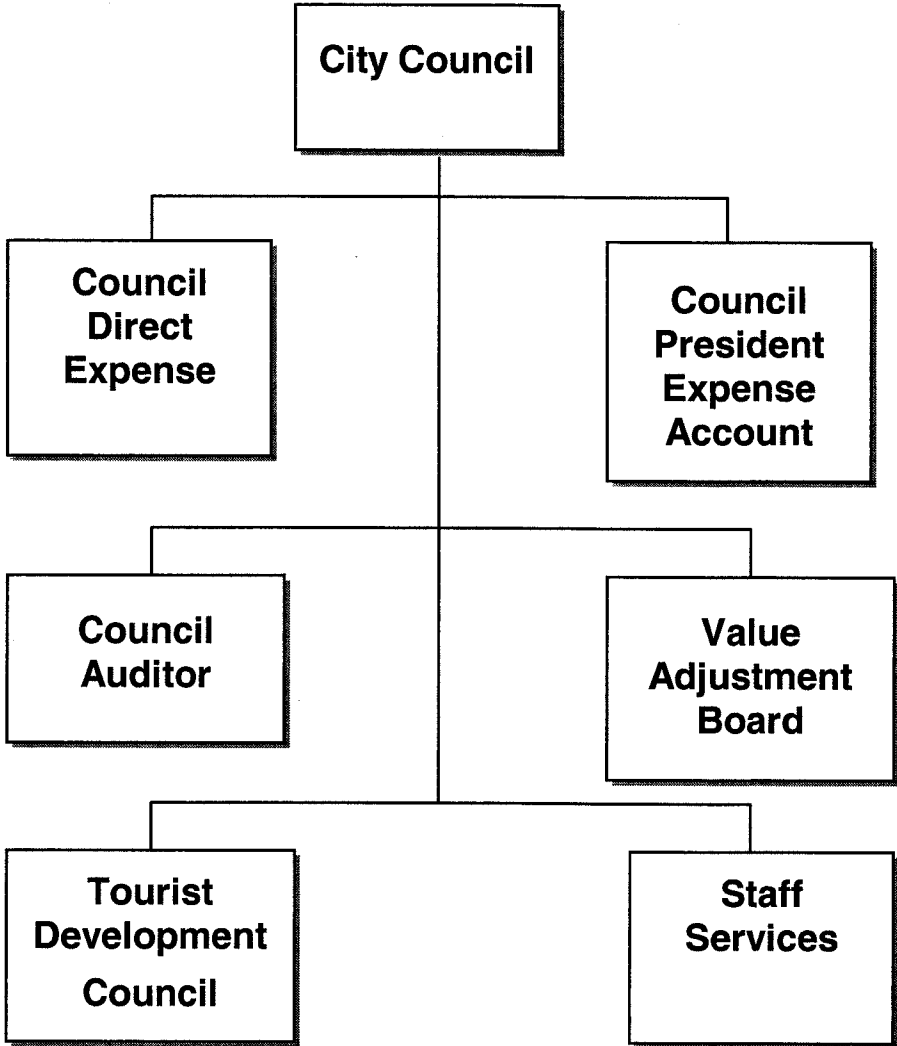 City Council
Council
Direct
Expense
Council
President
Expense
Account
Council
Auditor
Value
Adjustment
Board
Tourist
Development
Council
Staff
Services